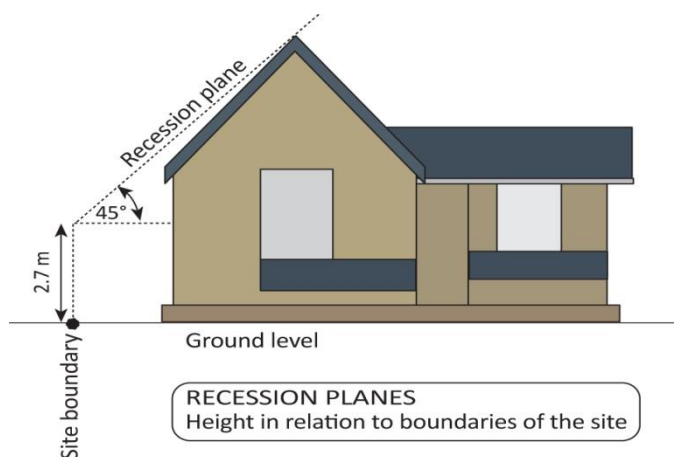 Recession plane
45°
2.7 m
Site boundary
Ground level
RECESSION PLANES
Height in relation to boundaries of the site